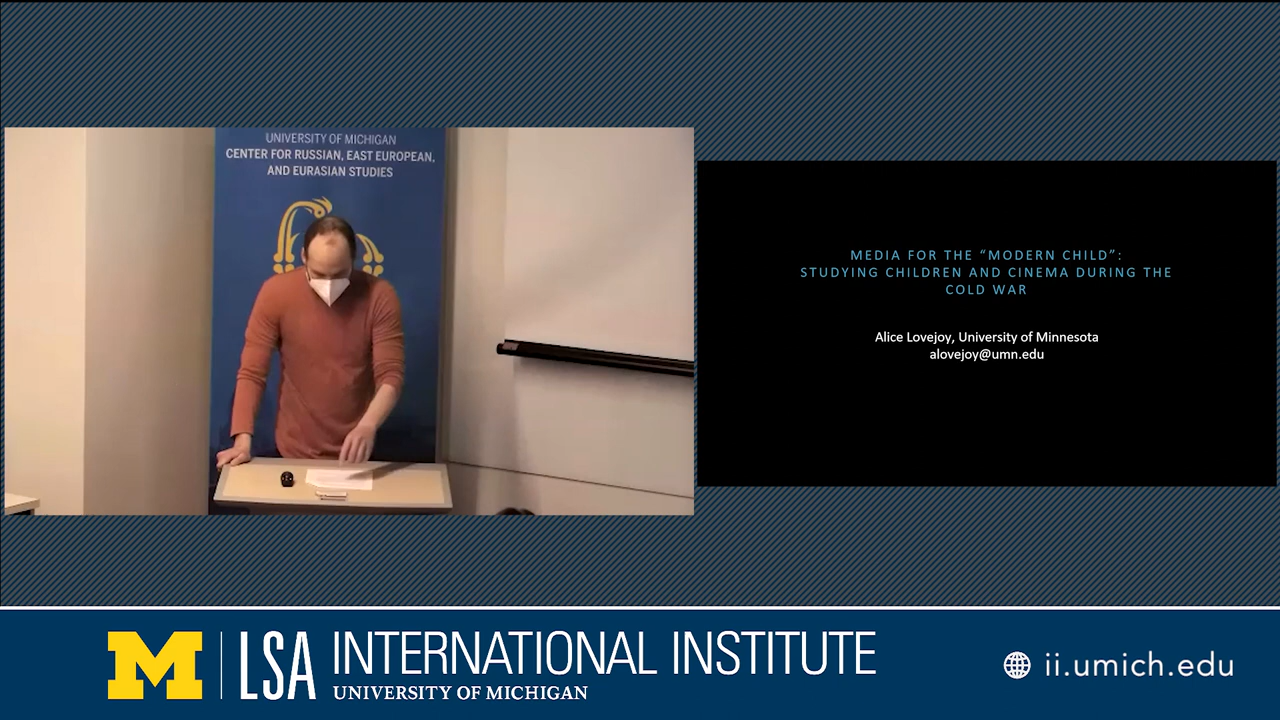 UNIVERSITY OF MICHIGAN
CENTER FOR RUSSIAN, EAST EUROPEAN,
AND EURASIAN STUDIES
MEDIA FOR THE “MODERN CHILD”:
STUDYING CHILDREN AND CINEMA DURING THE
COLD WAR
Alice Lovejoy, University of Minnesota
alovejoy@umn.edu
M LSA INTERNATIONAL INSTITUTE
UNIVERSITY OF MICHIGAN
ii.umich.edu